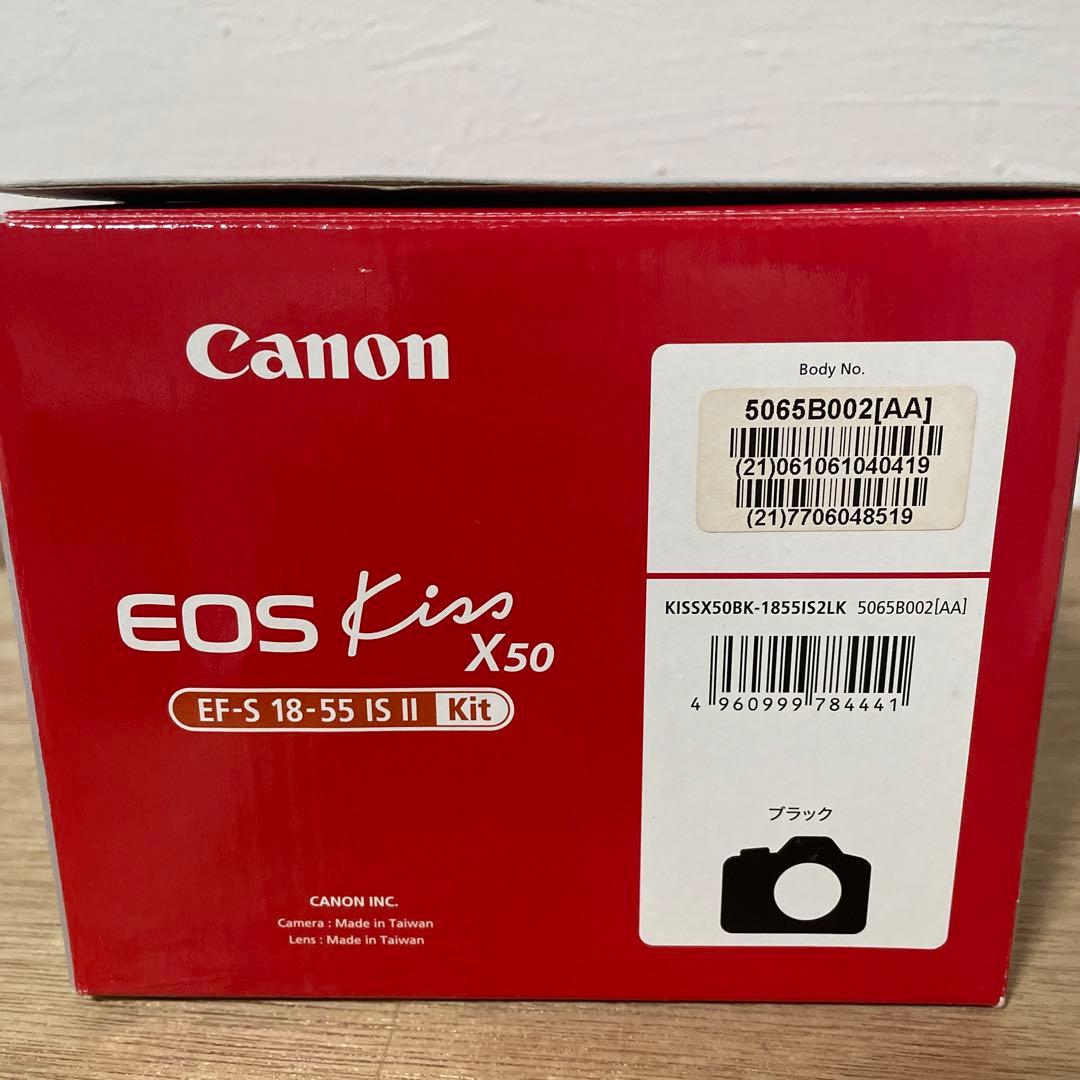 Canon
EOS Kiss X50
EF-S 18-55 IS II Kit
CANON INC.
Camera : Made in Taiwan
Lens : Made in Taiwan
Body No.
5065B002[AA]
(21)061061040419
(21)7706048519
KISSX50BK-1855IS2LK 5065B002[AA]
4 960999 784441
ブラック